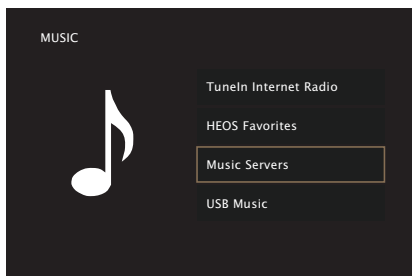 MUSIC
TuneIn Internet Radio
HEOS Favorites
Music Servers
USB Music